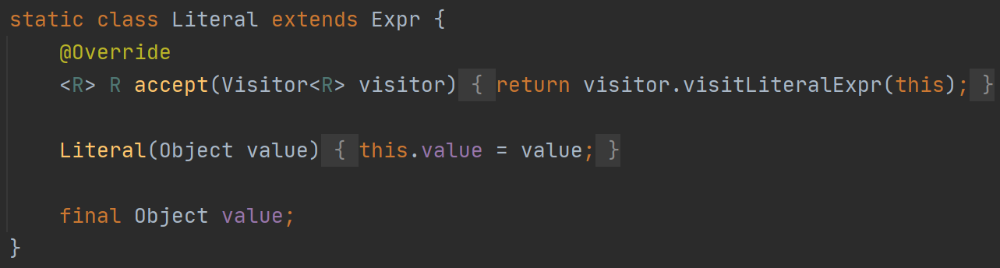 static class Literal extends Expr {
@Override
<R> R accept(Visitor<R> visitor) { return visitor.visitLiteralExpr(this); }
Literal(Object value) { this.value = value; }
final Object value;
}